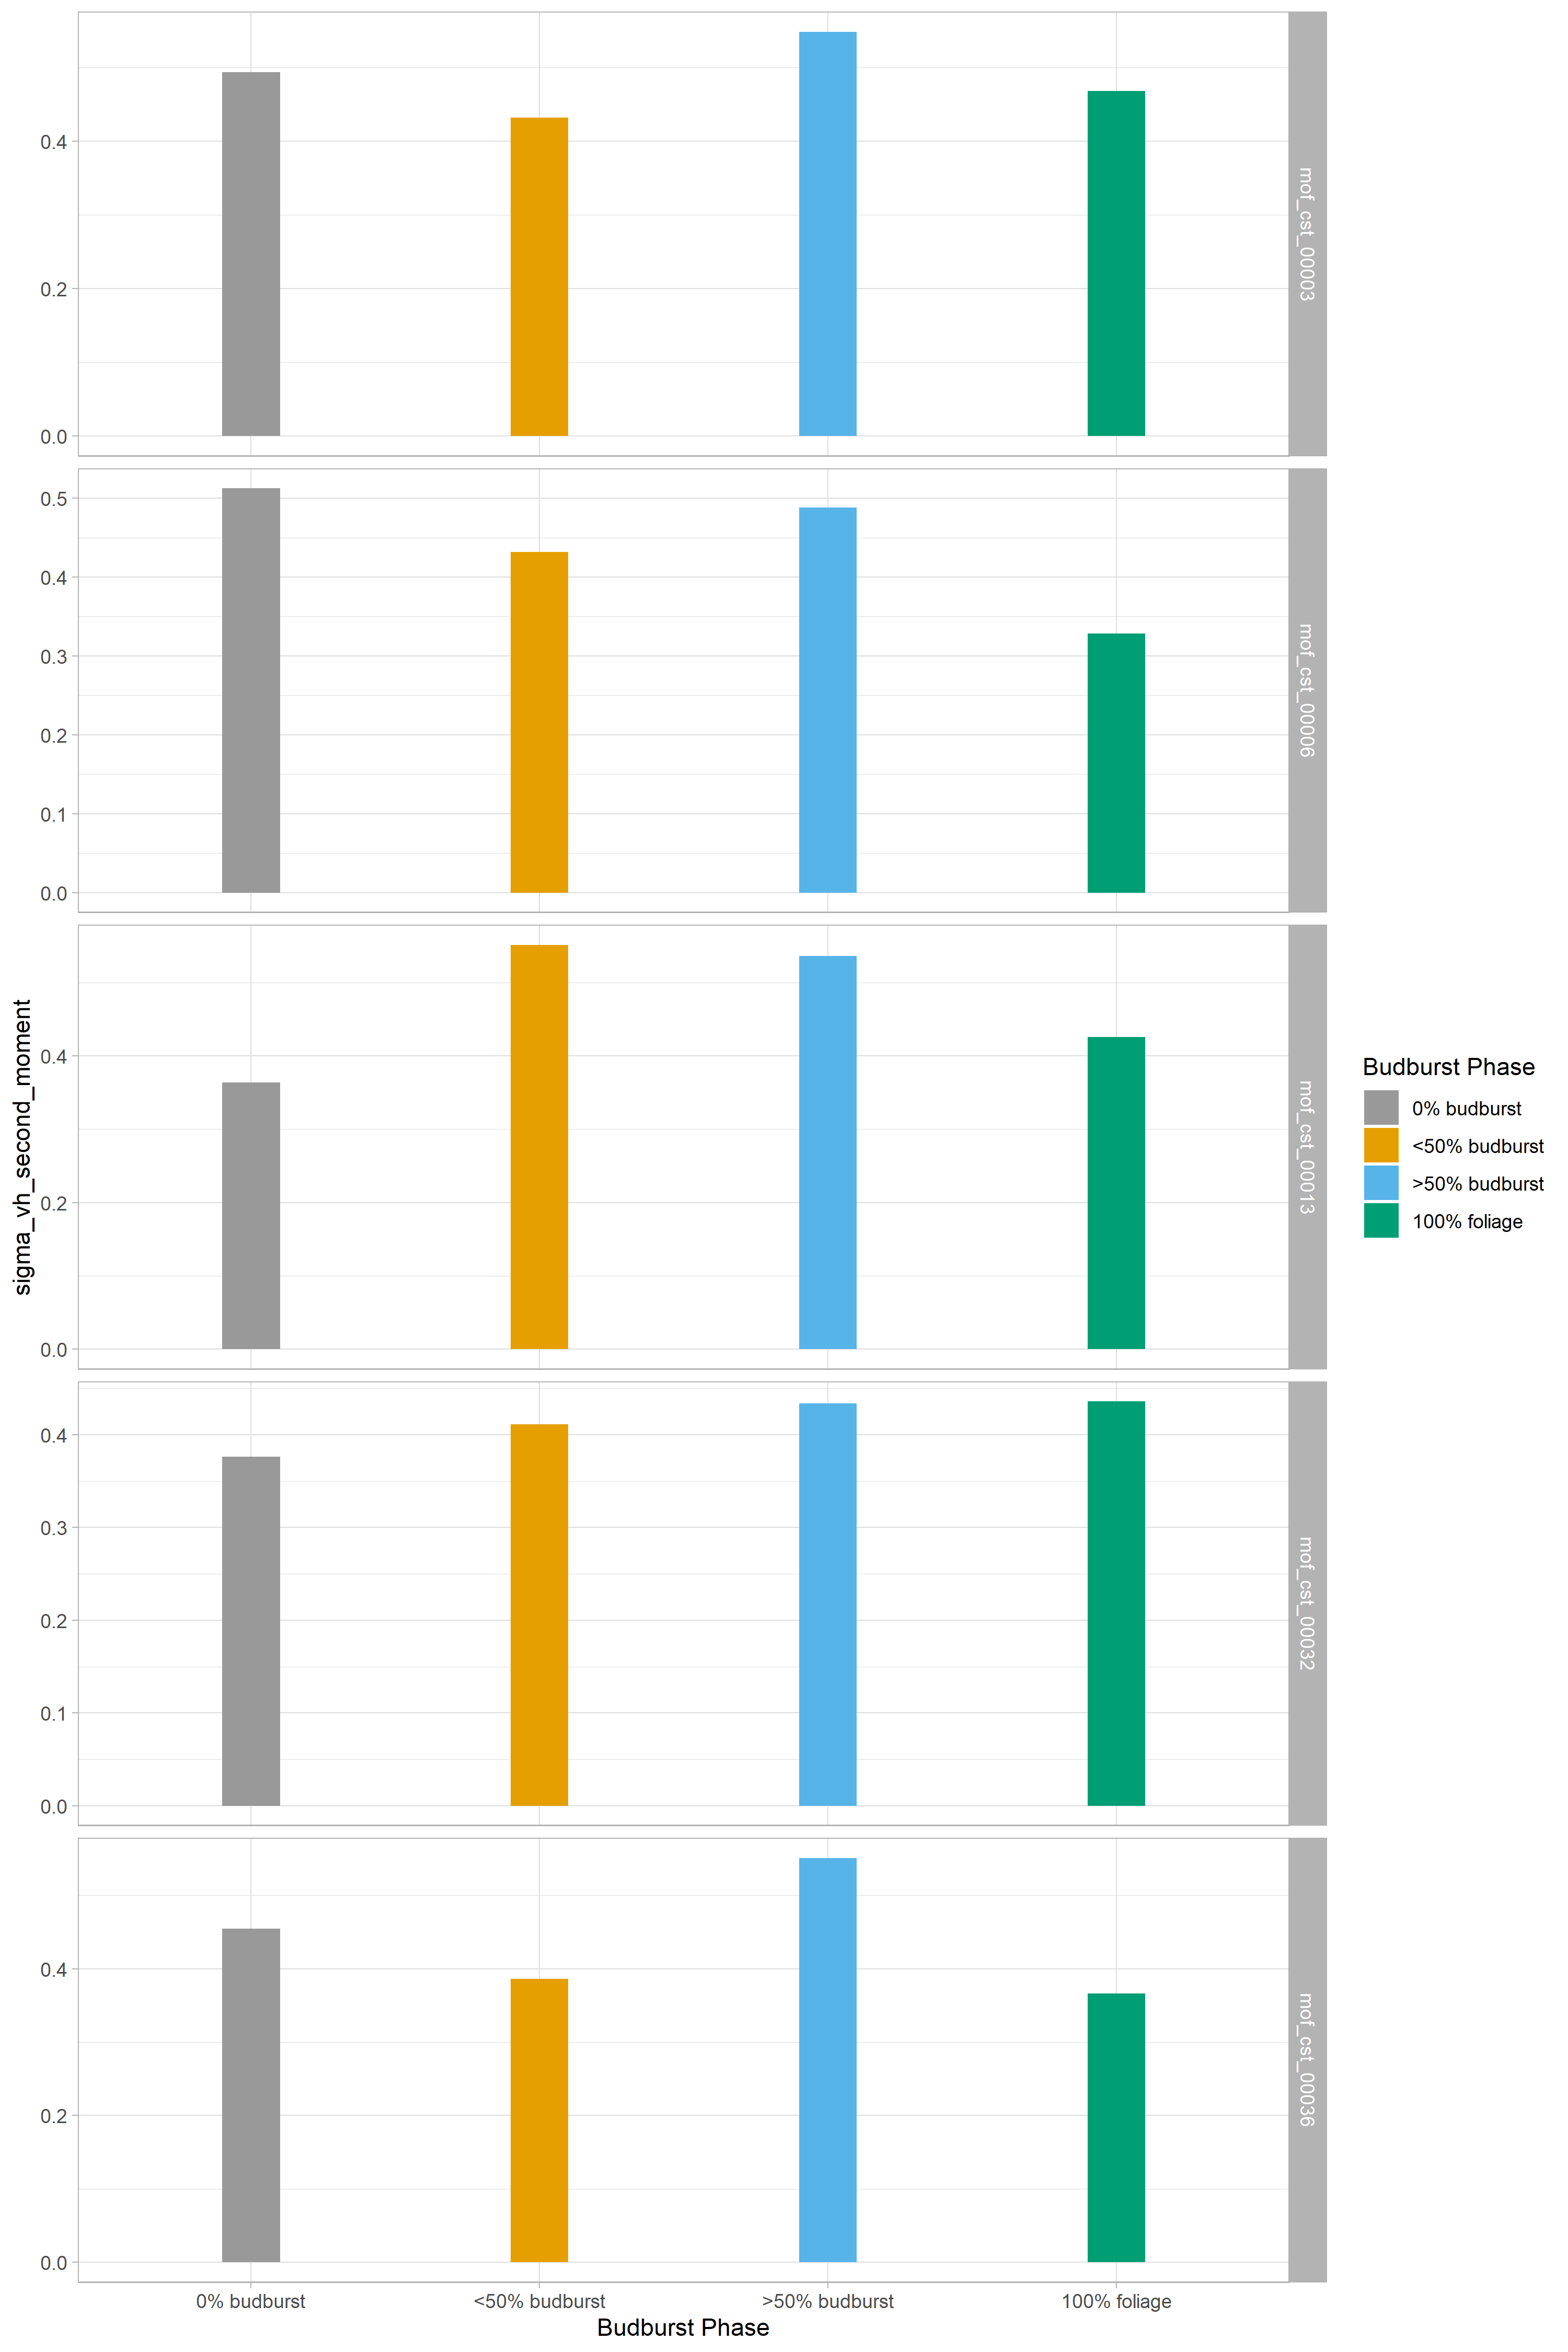 0.4
0.2
0.0
mof_cst_00003
0.5
0.4
0.3
0.2
0.1
0.0
mof_cst_00006
0.4
0.2
0.0
mof_cst_00013
0.4
0.3
0.2
0.1
0.0
mof_cst_00032
0.4
0.2
0.0
mof_cst_00036
sigma_vh_second_moment
0% budburst
<50% budburst
>50% budburst
100% foliage
Budburst Phase
Budburst Phase
0% budburst
<50% budburst
>50% budburst
100% foliage